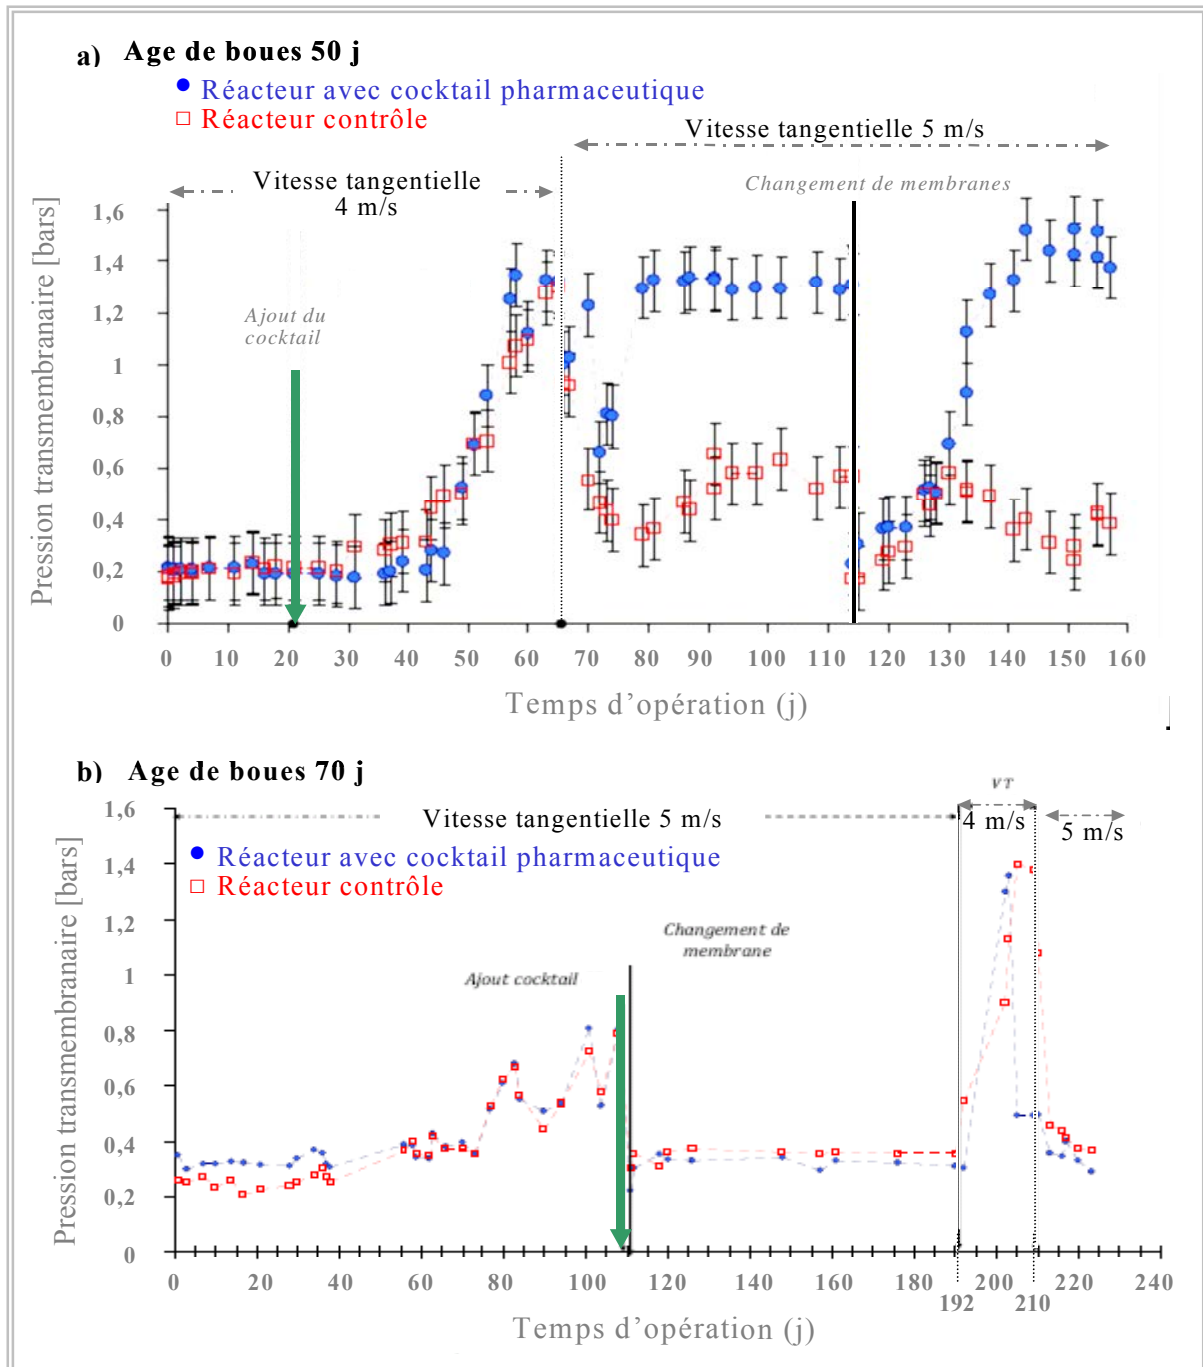 a) Age de boues 50 j
Réacteur avec cocktail pharmaceutique
Réacteur contrôle
Vitesse tangentielle 5 m/s
Vitesse tangentielle
4 m/s
Changement de membranes
Ajout du
cocktail
Pression transmembranaire [bars]
1,6
1,4
1,2
1
0,8
0,6
0,4
0,2
0
0 10 20 30 40 50 60 70 80 90 100 110 120 130 140 150 160
Temps d’opération (j)
b) Age de boues 70 j
VT
Vitesse tangentielle 5 m/s
4 m/s
5 m/s
Réacteur avec cocktail pharmaceutique
Réacteur contrôle
Changement de
membrane
Ajout cocktail
Pression transmembranaire [bars]
1,6
1,4
1,2
1
0,8
0,6
0,4
0,2
0
0 20 40 60 80 100 120 140 160 180 200 220 240
192 210
Temps d’opération (j)